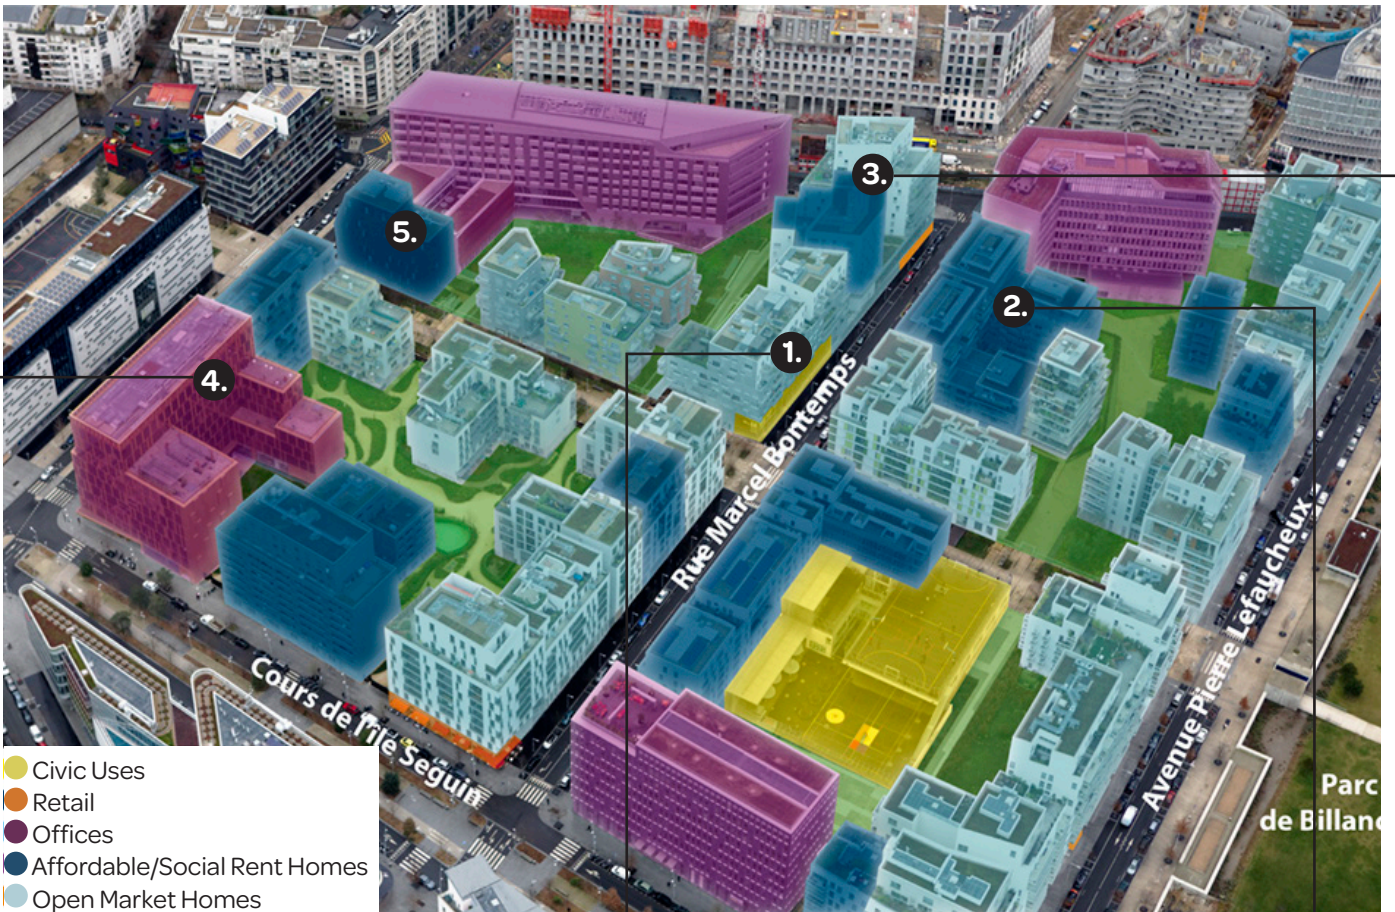 3.
5.
2.
1.
4.
Rue Marcel Bontemps
Cours de l'île Seguin
Avenue Pierre Lefaucheux
Parc
de Billanc
Civic Uses
Retail
Offices
Affordable/Social Rent Homes
Open Market Homes